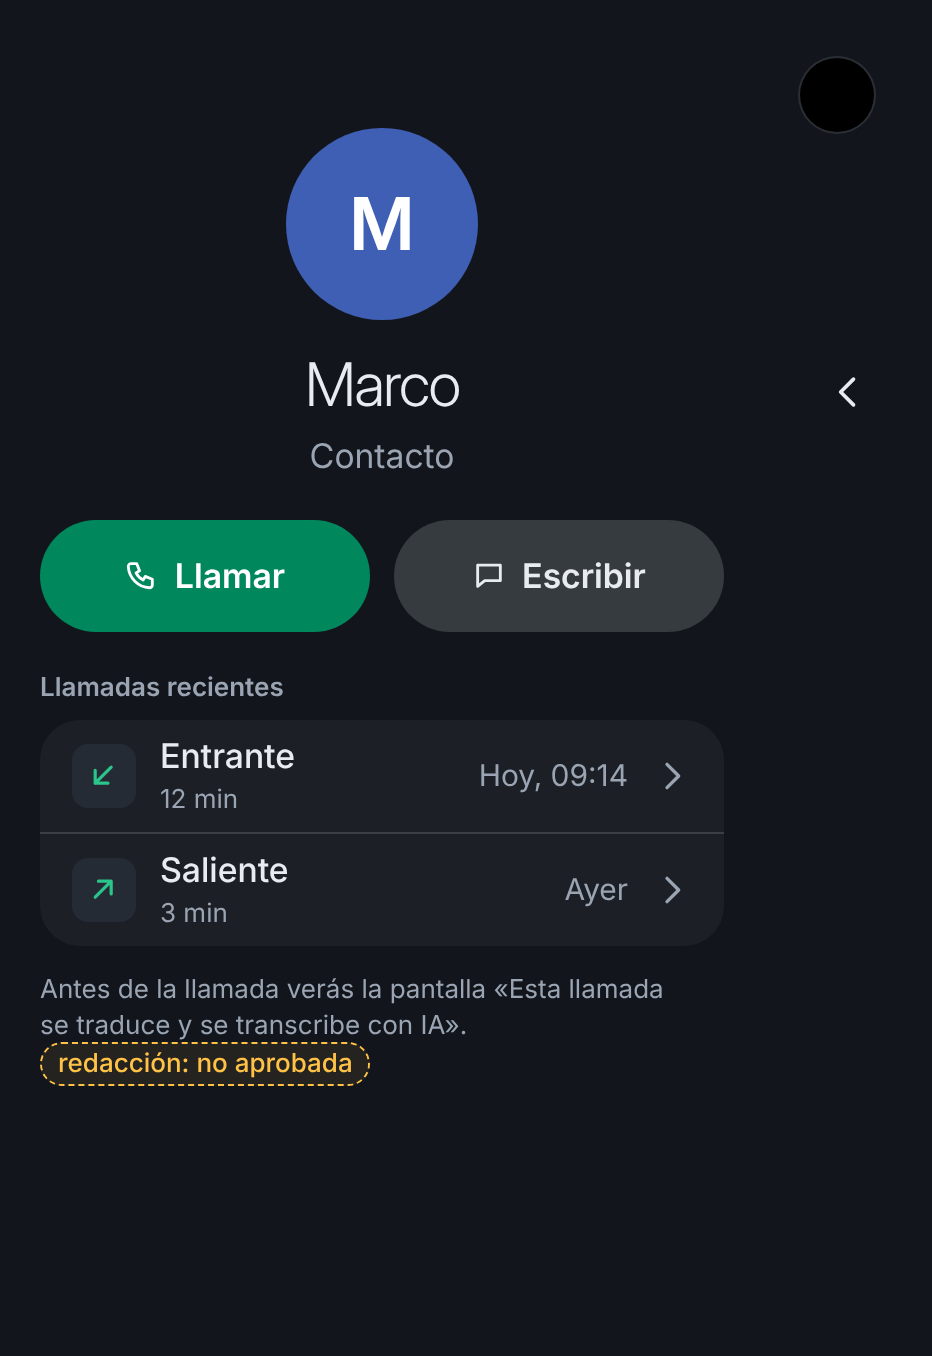 M
Marco
Contacto
Llamar
Escribir
Llamadas recientes
Entrante
12 min
Hoy, 09:14
Saliente
3 min
Ayer
Antes de la llamada verás la pantalla «Esta llamada
se traduce y se transcribe con IA».
redacción: no aprobada